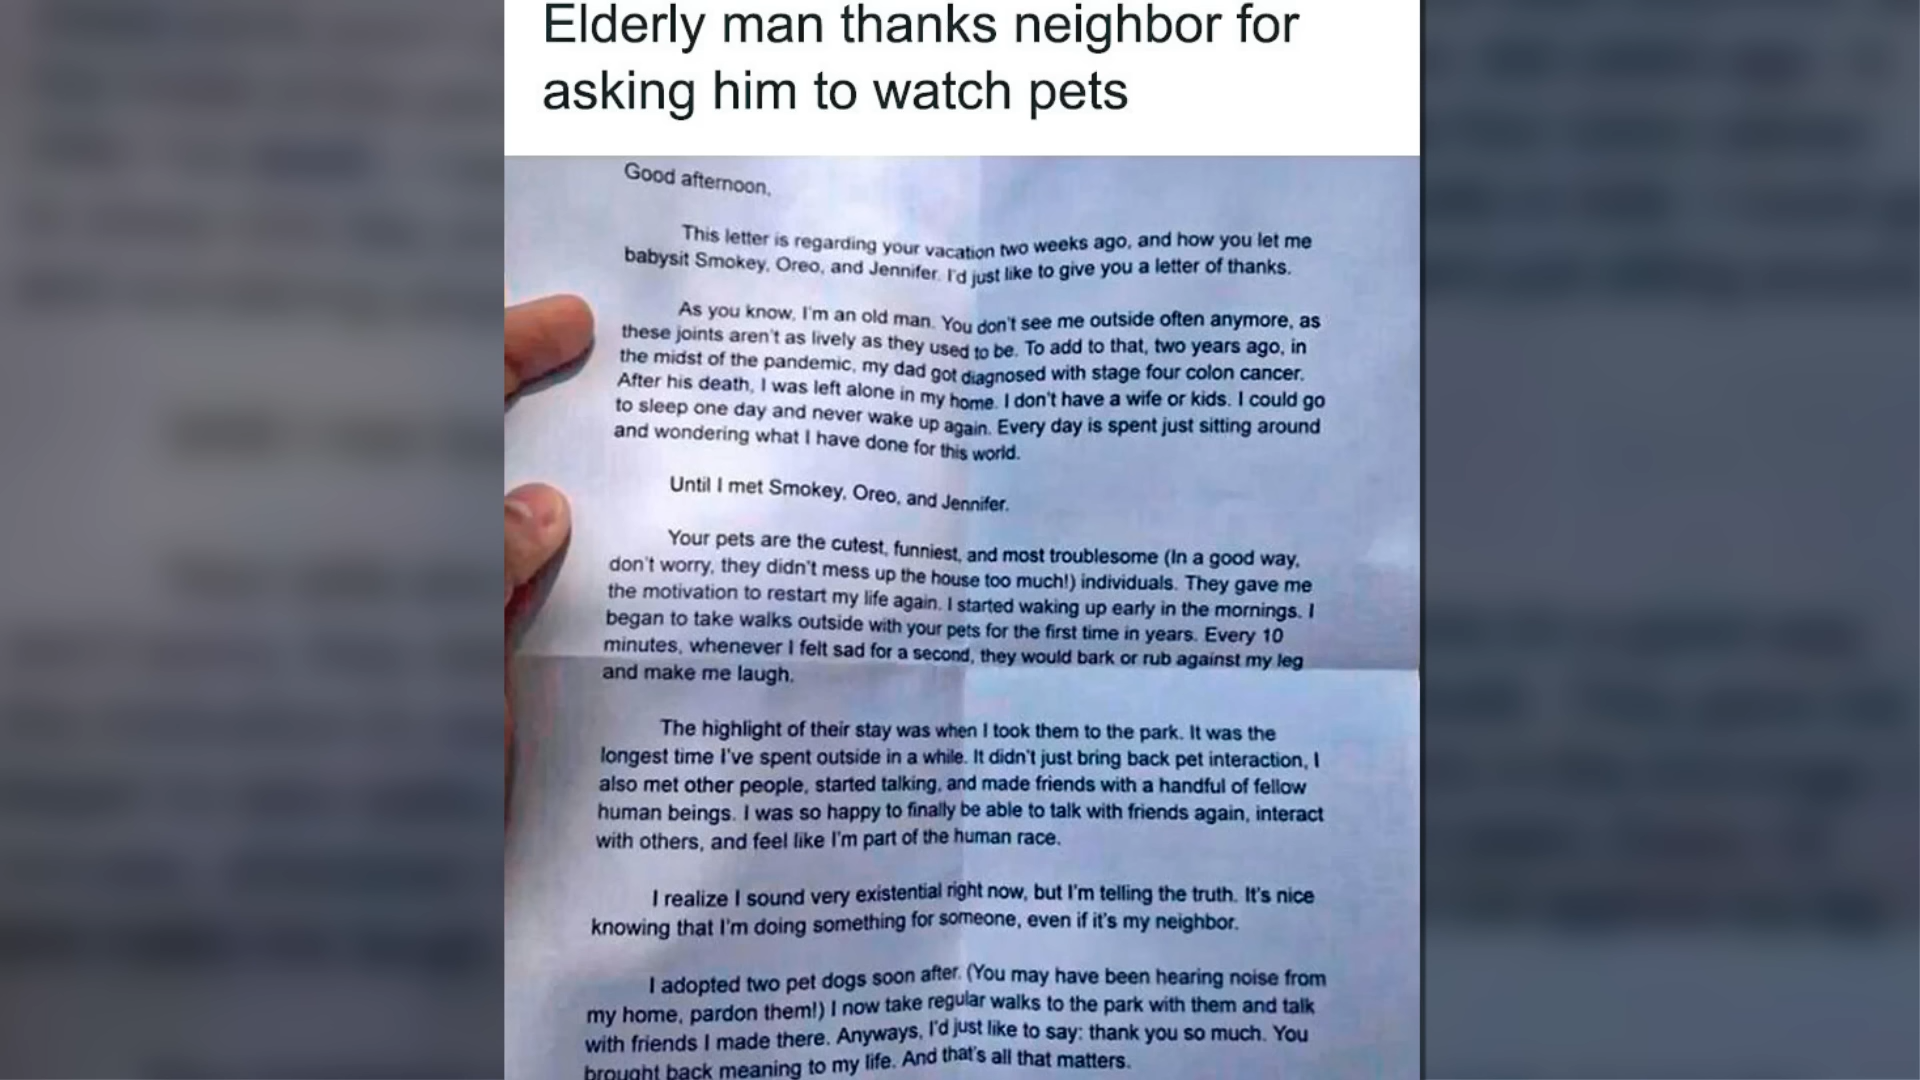 Elderly man thanks neighbor for
asking him to watch pets
Good afternoon,
This letter is regarding your vacation two weeks ago, and how you let me
babysit Smokey, Oreo, and Jennifer. I'd just like to give you a letter of thanks.
As you know, I'm an old man. You don't see me outside often anymore, as
these joints aren't as lively as they used to be. To add to that, two years ago, in
the midst of the pandemic, my dad got diagnosed with stage four colon cancer.
After his death, I was left alone in my home. I don't have a wife or kids. I could go
to sleep one day and never wake up again. Every day is spent just sitting around
and wondering what I have done for this world.
Until I met Smokey, Oreo, and Jennifer.
Your pets are the cutest, funniest, and most troublesome (In a good way,
don't worry, they didn't mess up the house too much!) individuals. They gave me
the motivation to restart my life again. I started waking up early in the mornings. I
began to take walks outside with your pets for the first time in years. Every 10
minutes, whenever I felt sad for a second, they would bark or rub against my leg
and make me laugh.
The highlight of their stay was when I took them to the park. It was the
longest time I've spent outside in a while. It didn't just bring back pet interaction, I
also met other people, started talking, and made friends with a handful of fellow
human beings. I was so happy to finally be able to talk with friends again, interact
with others, and feel like I'm part of the human race.
I realize I sound very existential right now, but I'm telling the truth. It's nice
knowing that I'm doing something for someone, even if it's my neighbor.
I adopted two pet dogs soon after. (You may have been hearing noise from
my home, pardon them!) I now take regular walks to the park with them and talk
with friends I made there. Anyways, I'd just like to say: thank you so much. You
brought back meaning to my life. And that's all that matters.